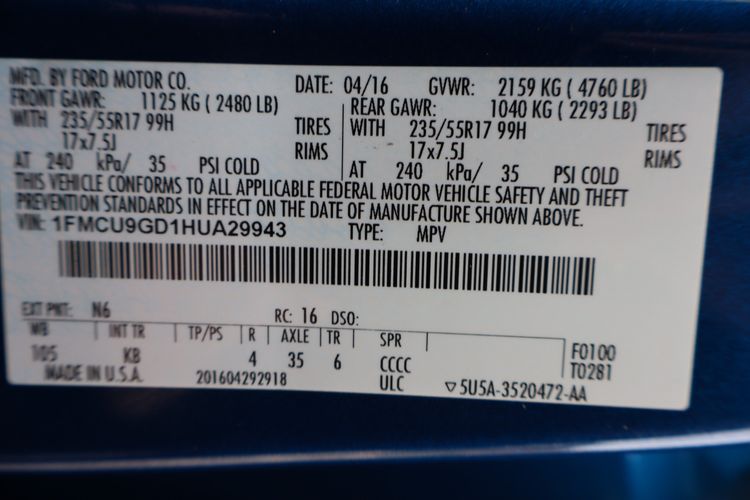 MFD. BY FORD MOTOR CO. DATE: 04/16 GVWR: 2159 KG ( 4760 LB)
FRONT GAWR: 1125 KG ( 2480 LB) REAR GAWR: 1040 KG ( 2293 LB)
WITH 235/55R17 99H TIRES WITH 235/55R17 99H TIRES
17x7.5J RIMS 17x7.5J RIMS
AT 240 kPa/ 35 PSI COLD AT 240 kPa/ 35 PSI COLD
THIS VEHICLE CONFORMS TO ALL APPLICABLE FEDERAL MOTOR VEHICLE SAFETY AND THEFT
PREVENTION STANDARDS IN EFFECT ON THE DATE OF MANUFACTURE SHOWN ABOVE.
VIN: 1FMCU9GD1HUA29943 TYPE: MPV
EXT PNT: N6 RC: 16 DSO:
WB INT TR TP/PS R AXLE TR SPR
105 KB 4 35 6 CCCC F0100
T0281
MADE IN U.S.A. 201604292918 ULC ▽5U5A-3520472-AA